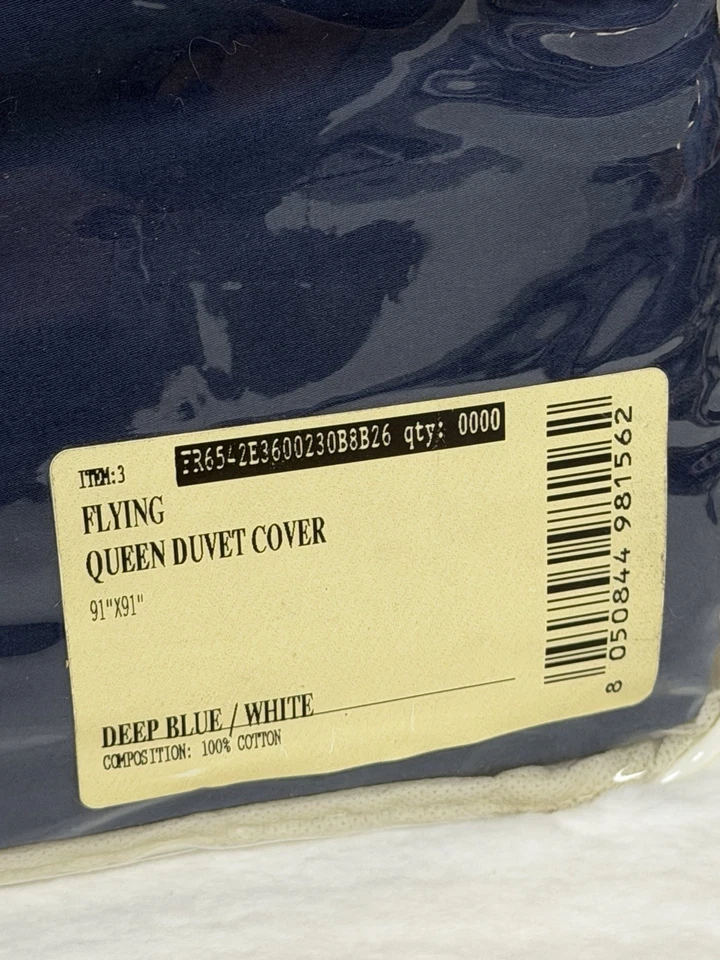 ITEM:3
FR6542E3600230B8B26 qty: 0000
FLYING
QUEEN DUVET COVER
91"X91"
DEEP BLUE / WHITE
COMPOSITION: 100% COTTON
8 050844 981562